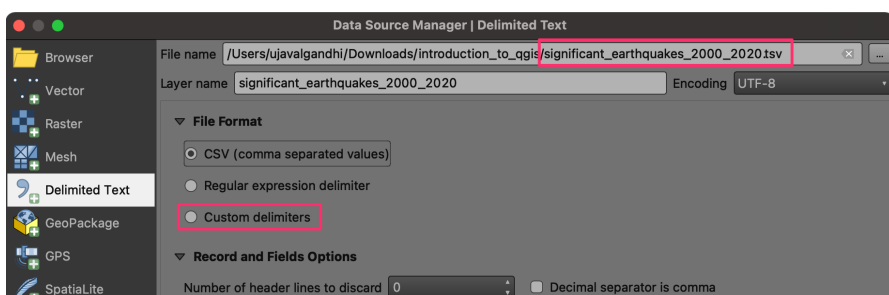 Data Source Manager | Delimited Text
Browser
Vector
Raster
Mesh
Delimited Text
GeoPackage
GPS
SpatiaLite
File name /Users/ujavalgandhi/Downloads/introduction_to_qgis/significant_earthquakes_2000_2020.tsv ...
Layer name significant_earthquakes_2000_2020 Encoding UTF-8
File Format
CSV (comma separated values)
Regular expression delimiter
Custom delimiters
Record and Fields Options
Number of header lines to discard 0 Decimal separator is comma